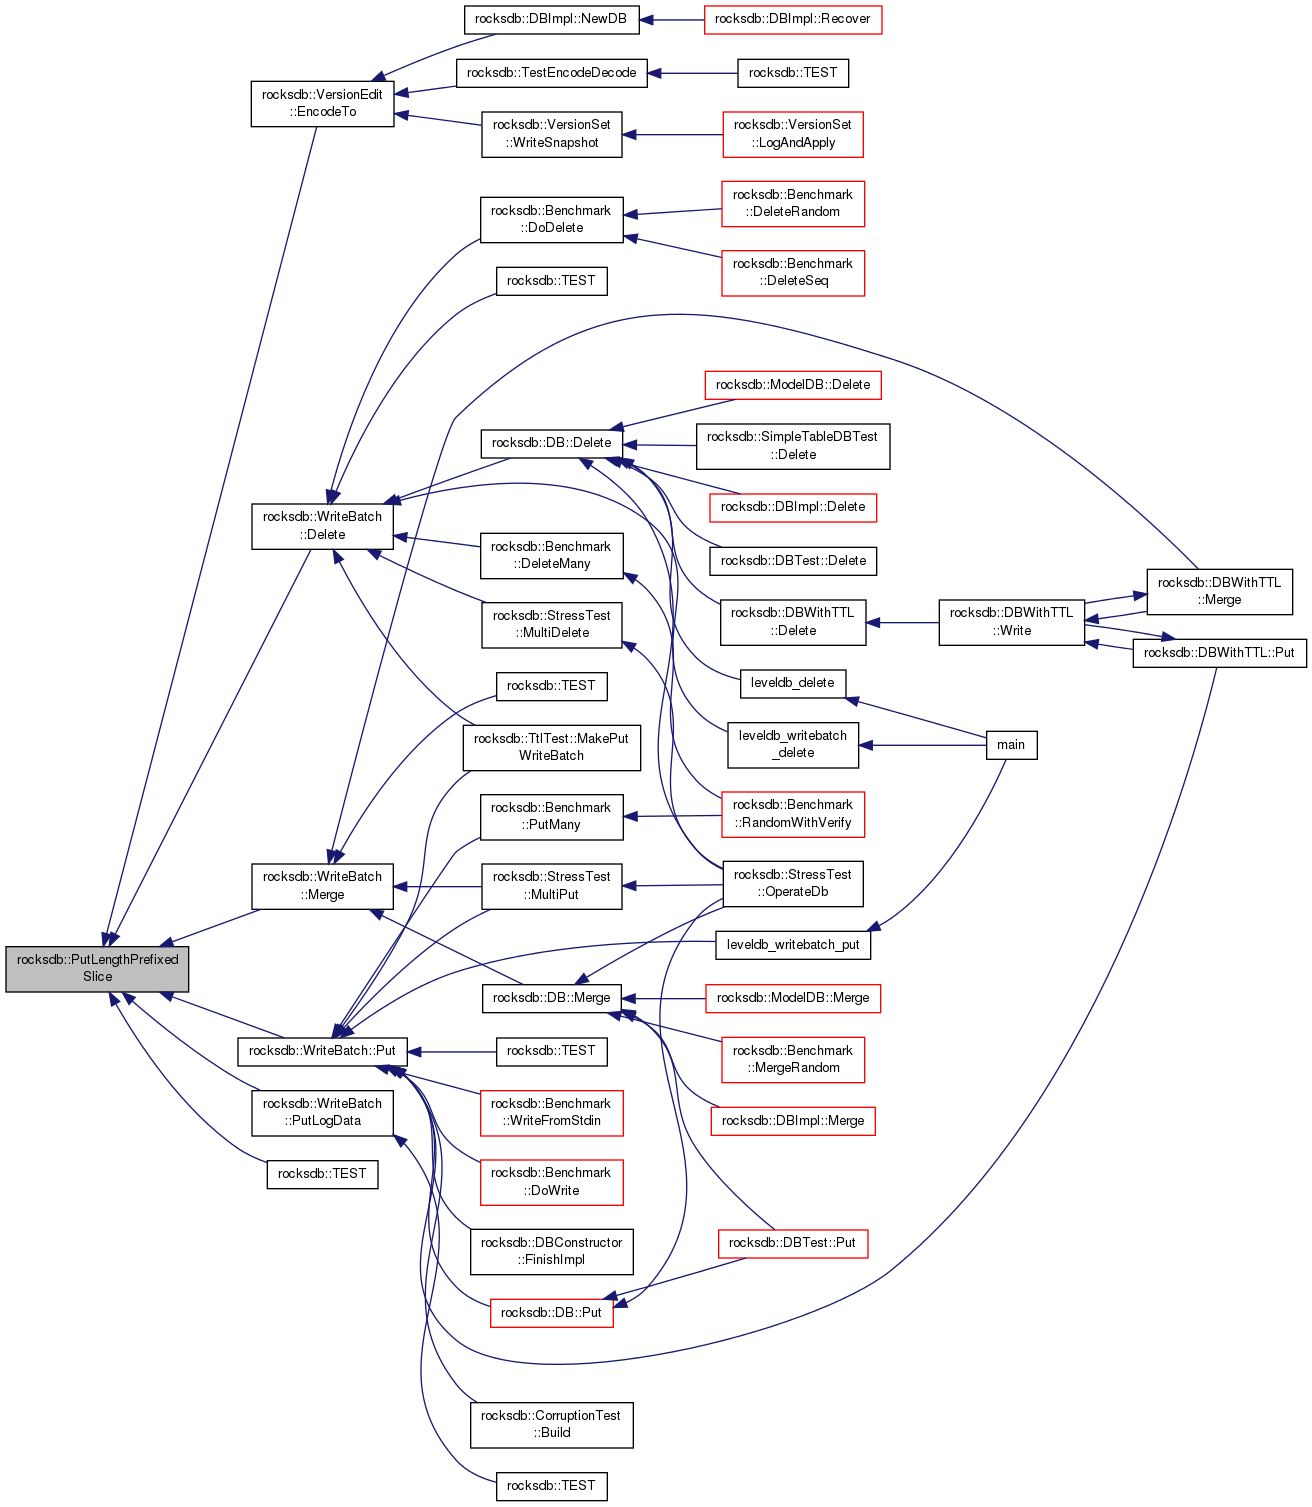 rocksdb::DBImpl::NewDB
rocksdb::DBImpl::Recover
rocksdb::TestEncodeDecode
rocksdb::TEST
rocksdb::VersionEdit
::EncodeTo
rocksdb::VersionSet
::WriteSnapshot
rocksdb::VersionSet
::LogAndApply
rocksdb::Benchmark
::DoDelete
rocksdb::Benchmark
::DeleteRandom
rocksdb::Benchmark
::DeleteSeq
rocksdb::TEST
rocksdb::ModelDB::Delete
rocksdb::DB::Delete
rocksdb::SimpleTableDBTest
::Delete
rocksdb::DBImpl::Delete
rocksdb::WriteBatch
::Delete
rocksdb::Benchmark
::DeleteMany
rocksdb::DBTest::Delete
rocksdb::StressTest
::MultiDelete
rocksdb::DBWithTTL
::Delete
rocksdb::DBWithTTL
::Write
rocksdb::DBWithTTL
::Merge
rocksdb::DBWithTTL::Put
rocksdb::TEST
leveldb_delete
rocksdb::TtlTest::MakePut
WriteBatch
leveldb_writebatch
_delete
main
rocksdb::Benchmark
::PutMany
rocksdb::Benchmark
::RandomWithVerify
rocksdb::WriteBatch
::Merge
rocksdb::StressTest
::MultiPut
rocksdb::StressTest
::OperateDb
leveldb_writebatch_put
rocksdb::PutLengthPrefixed
Slice
rocksdb::DB::Merge
rocksdb::ModelDB::Merge
rocksdb::WriteBatch::Put
rocksdb::TEST
rocksdb::Benchmark
::MergeRandom
rocksdb::WriteBatch
::PutLogData
rocksdb::Benchmark
::WriteFromStdin
rocksdb::DBImpl::Merge
rocksdb::TEST
rocksdb::Benchmark
::DoWrite
rocksdb::DBConstructor
::FinishImpl
rocksdb::DBTest::Put
rocksdb::DB::Put
rocksdb::CorruptionTest
::Build
rocksdb::TEST